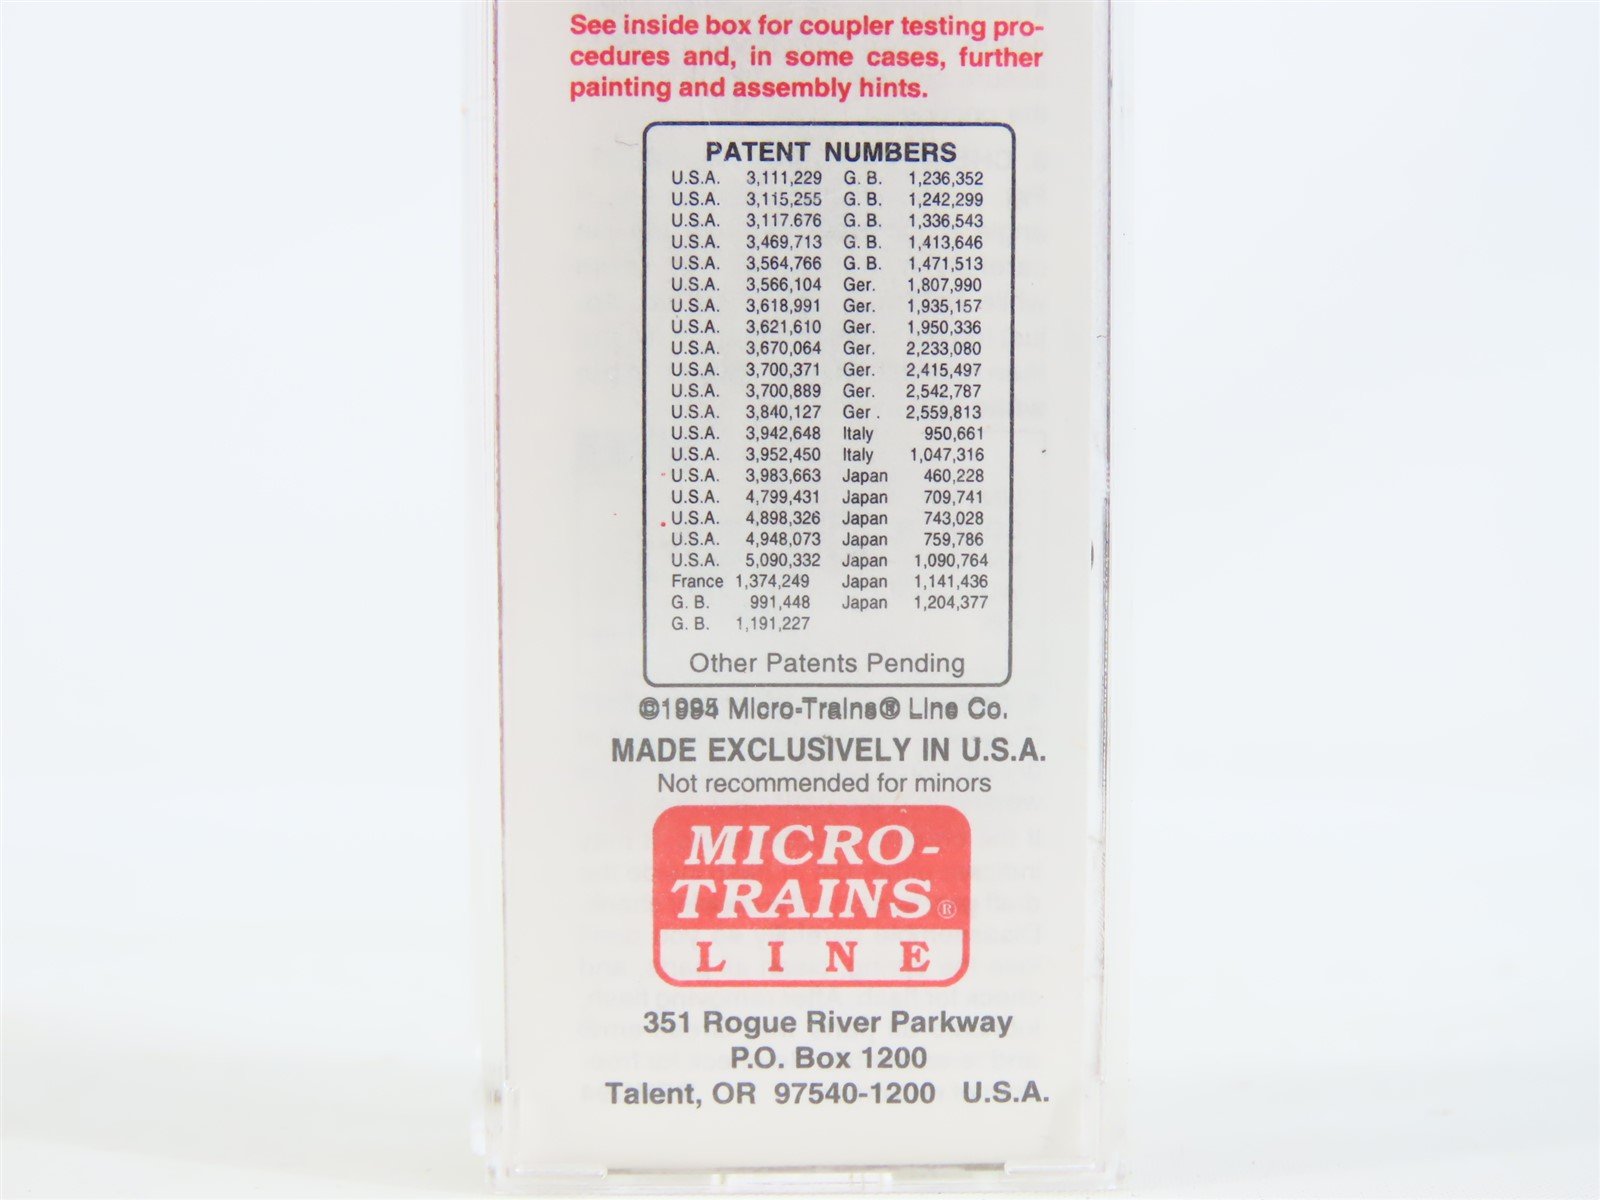 See inside box for coupler testing pro-
cedures and, in some cases, further
painting and assembly hints.
PATENT NUMBERS
U.S.A. 3,111,229 G. B. 1,236,352
U.S.A. 3,115,255 G. B. 1,242,299
U.S.A. 3,117.676 G. B. 1,336,543
U.S.A. 3,469,713 G. B. 1,413,646
U.S.A. 3,564,766 G. B. 1,471,513
U.S.A. 3,566,104 Ger. 1,807,990
U.S.A. 3,618,991 Ger. 1,935,157
U.S.A. 3,621,610 Ger. 1,950,336
U.S.A. 3,670,064 Ger. 2,233,080
U.S.A. 3,700,371 Ger. 2,415,497
U.S.A. 3,700,889 Ger. 2,542,787
U.S.A. 3,840,127 Ger . 2,559,813
U.S.A. 3,942,648 Italy 950,661
U.S.A. 3,952,450 Italy 1,047,316
U.S.A. 3,983,663 Japan 460,228
U.S.A. 4,799,431 Japan 709,741
U.S.A. 4,898,326 Japan 743,028
U.S.A. 4,948,073 Japan 759,786
U.S.A. 5,090,332 Japan 1,090,764
France 1,374,249 Japan 1,141,436
G. B. 991,448 Japan 1,204,377
G. B. 1,191,227
Other Patents Pending
Micro-Trains® Line Co.
MADE EXCLUSIVELY IN U.S.A.
Not recommended for minors
MICRO-
TRAINS®
LINE
351 Rogue River Parkway
P.O. Box 1200
Talent, OR 97540-1200 U.S.A.